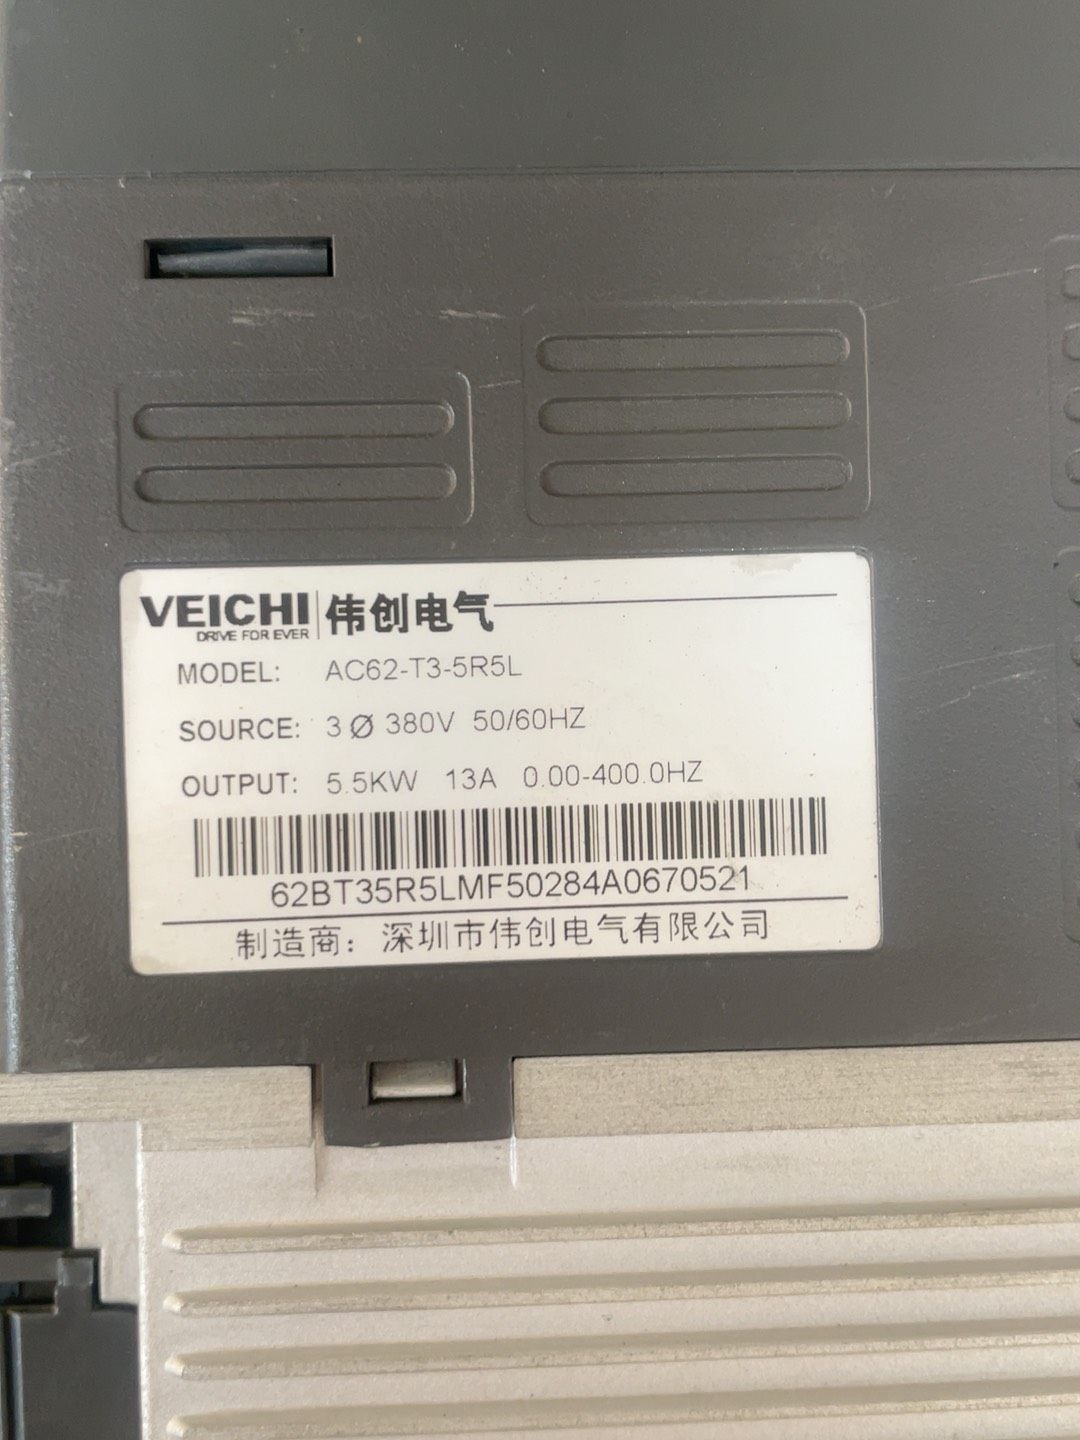 VEICHI 伟创电气
DRIVE FOR EVER
MODEL: AC62-T3-5R5L
SOURCE: 3 Ø 380V 50/60HZ
OUTPUT: 5.5KW 13A 0.00-400.0HZ
62BT35R5LMF50284A0670521
制造商：深圳市伟创电气有限公司